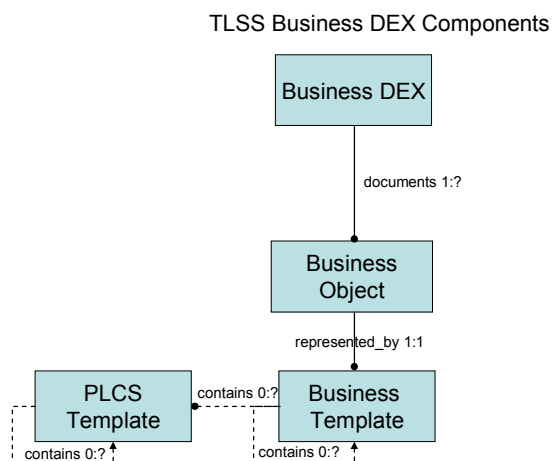 TLSS Business DEX Components
Business DEX
documents 1:?
Business
Object
represented_by 1:1
PLCS
Template
contains 0:?
Business
Template
contains 0:?
contains 0:?